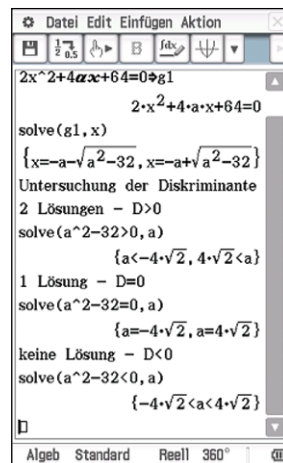 Datei Edit Einfügen Aktion
B
2x^2+4ax+64=0⇒g1
2·x²+4·a·x+64=0
solve(g1,x)
{x=-a-√(a²-32), x=-a+√(a²-32)}
Untersuchung der Diskriminante
2 Lösungen - D>0
solve(a^2-32>0,a)
{a<-4·√2, 4·√2<a}
1 Lösung - D=0
solve(a^2-32=0,a)
{a=-4·√2, a=4·√2}
keine Lösung - D<0
solve(a^2-32<0,a)
{-4·√2<a<4·√2}
Algeb Standard Reell 360°